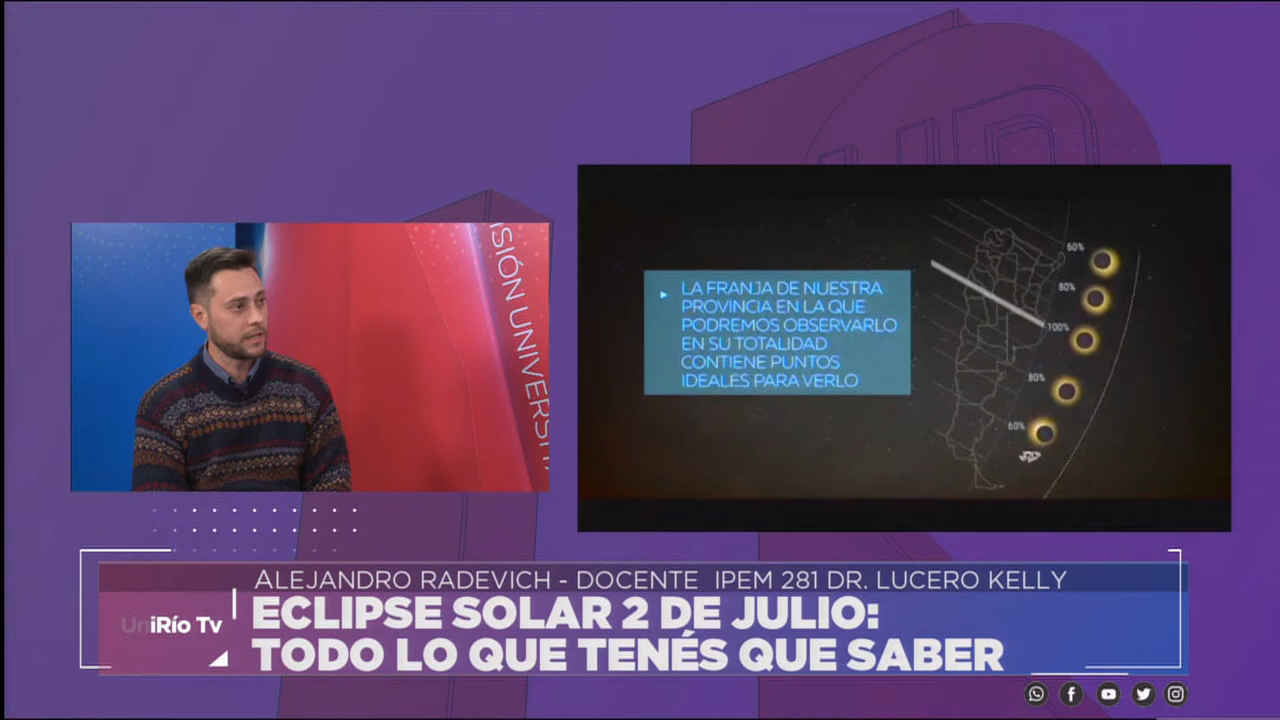 ISIÓN UNIVERSIT
LA FRANJA DE NUESTRA
PROVINCIA EN LA QUE
PODREMOS OBSERVARLO
EN SU TOTALIDAD
CONTIENE PUNTOS
IDEALES PARA VERLO
60%
80%
100%
80%
60%
ALEJANDRO RADEVICH - DOCENTE IPEM 281 DR. LUCERO KELLY
UniRío Tv
ECLIPSE SOLAR 2 DE JULIO:
TODO LO QUE TENÉS QUE SABER